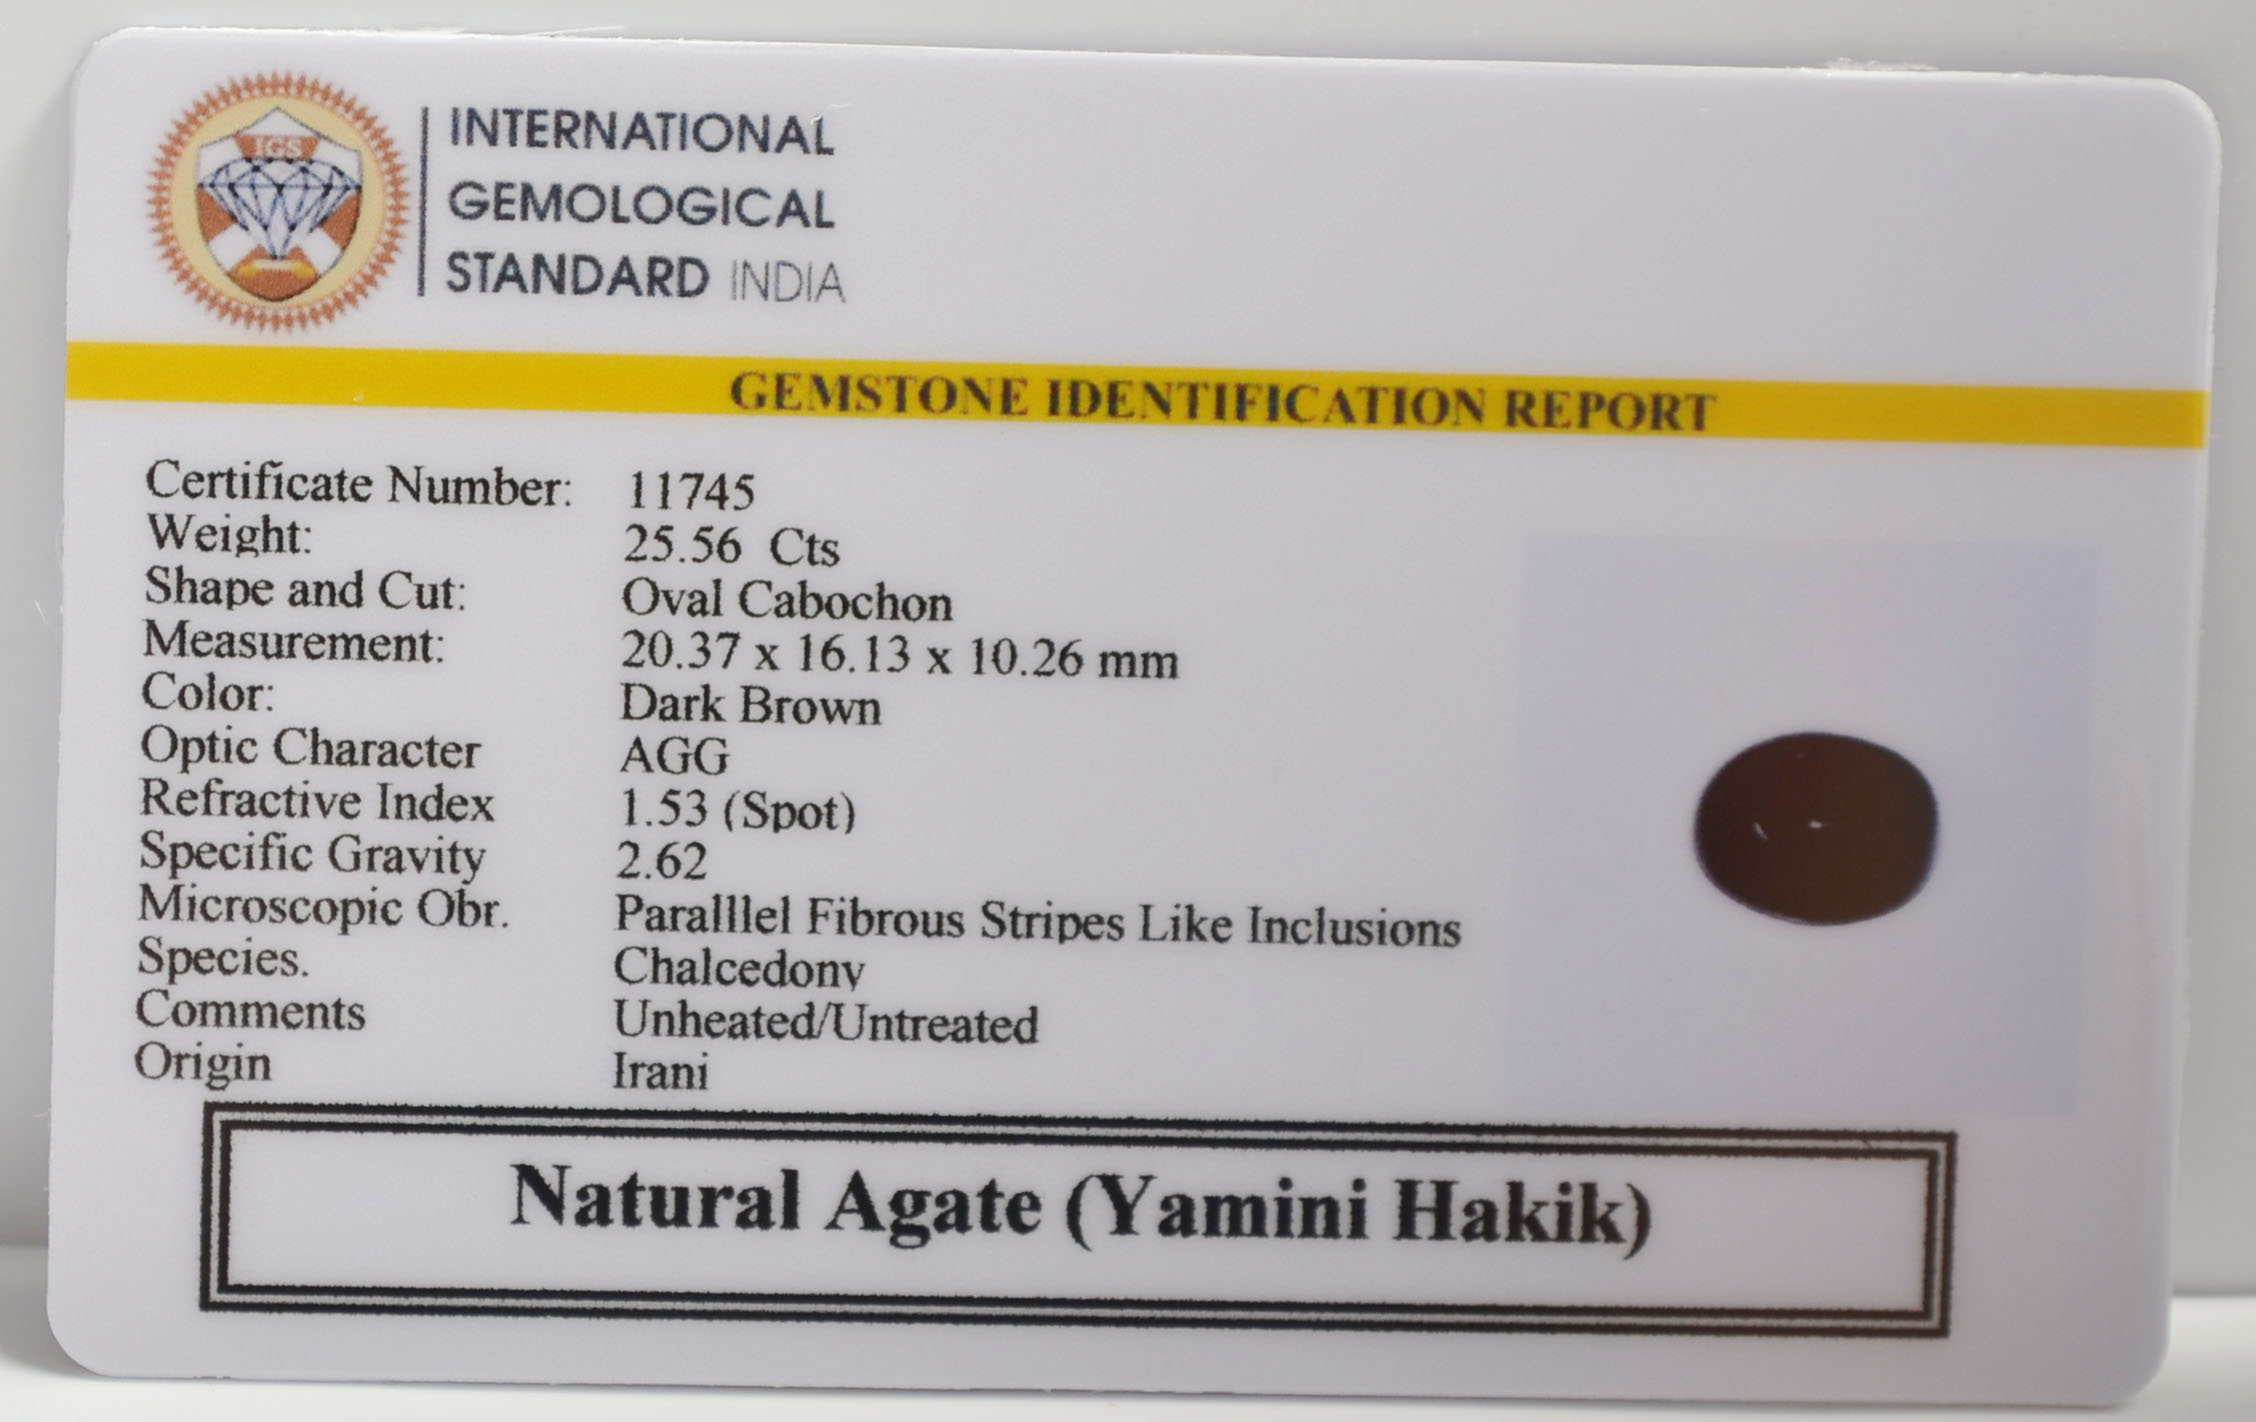 IGS
INTERNATIONAL
GEMOLOGICAL
STANDARD INDIA
GEMSTONE IDENTIFICATION REPORT
Certificate Number: 11745
Weight: 25.56 Cts
Shape and Cut: Oval Cabochon
Measurement: 20.37 x 16.13 x 10.26 mm
Color: Dark Brown
Optic Character AGG
Refractive Index 1.53 (Spot)
Specific Gravity 2.62
Microscopic Obr. Paralllel Fibrous Stripes Like Inclusions
Species. Chalcedony
Comments Unheated/Untreated
Origin Irani
Natural Agate (Yamini Hakik)